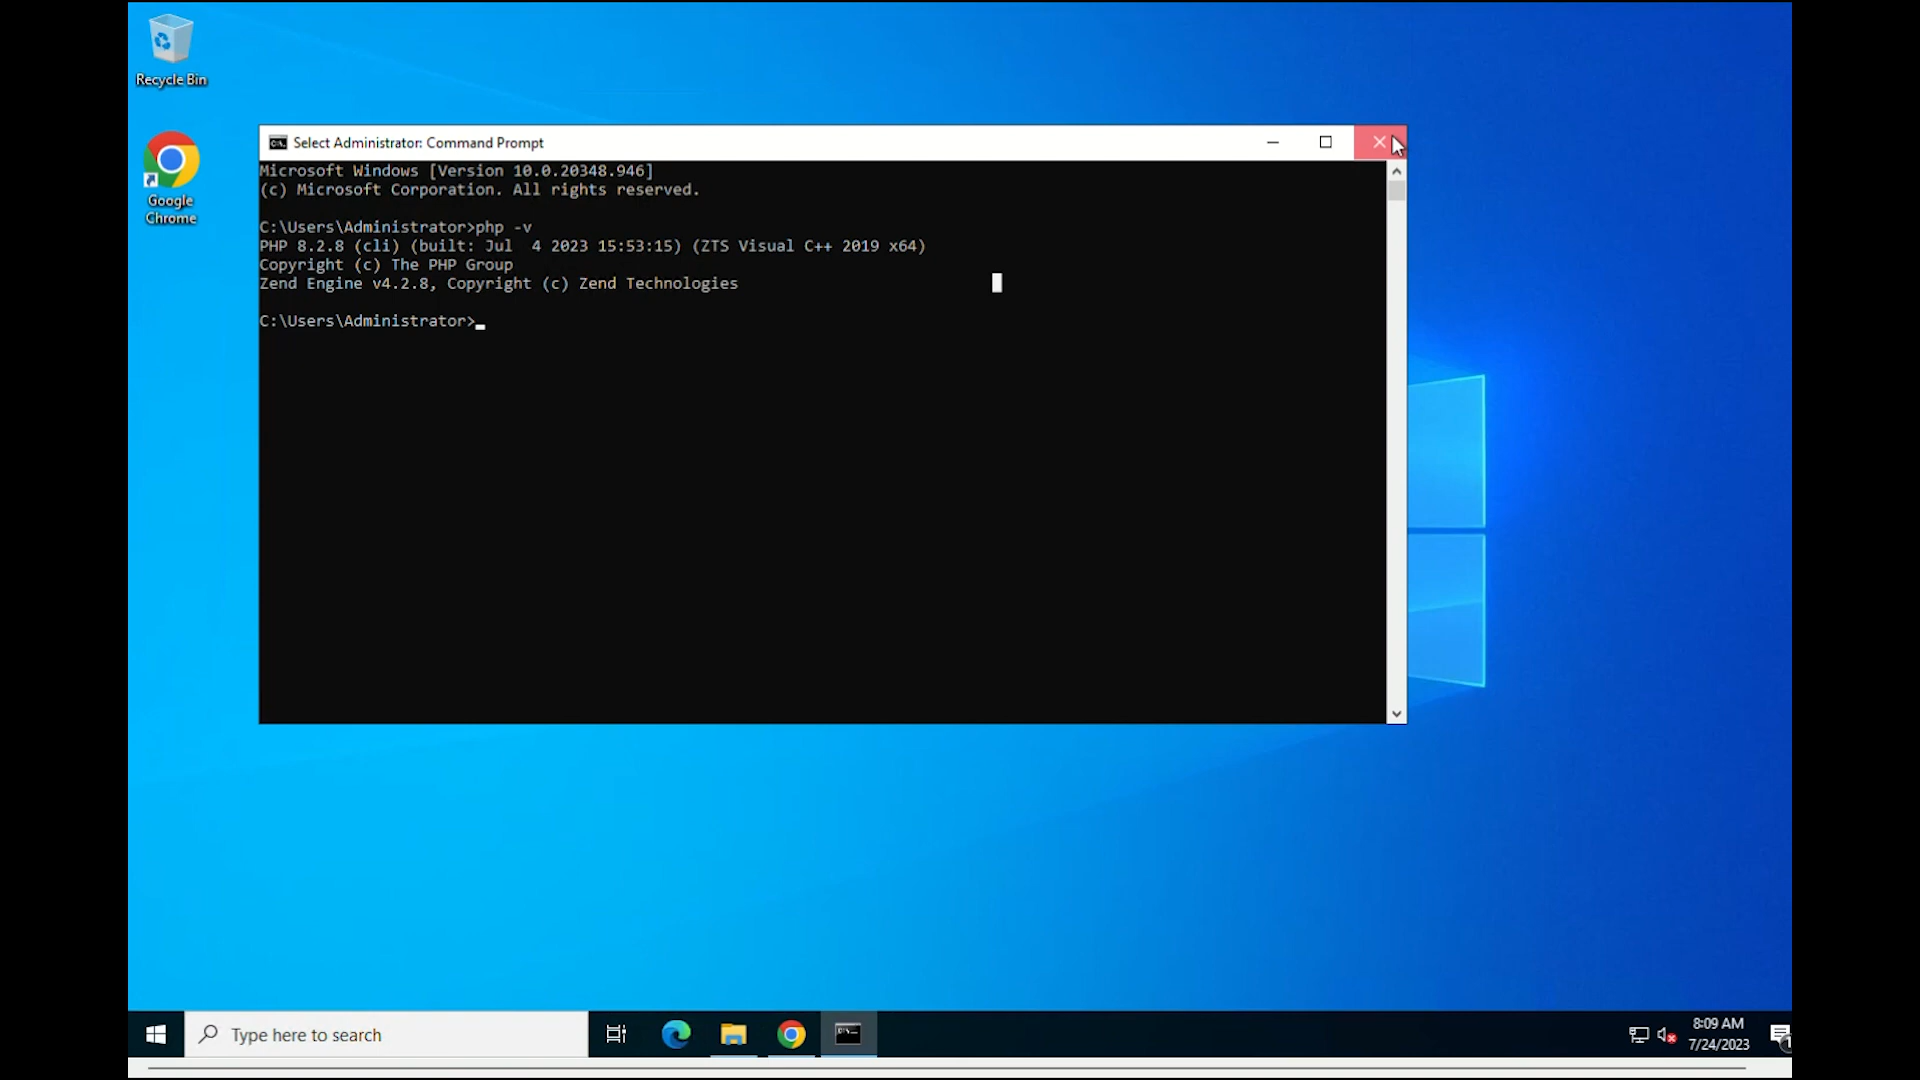 Recycle Bin
Google
Chrome
Select Administrator: Command Prompt
Microsoft Windows [Version 10.0.20348.946]
(c) Microsoft Corporation. All rights reserved.
C:\Users\Administrator>php -v
PHP 8.2.8 (cli) (built: Jul  4 2023 15:53:15) (ZTS Visual C++ 2019 x64)
Copyright (c) The PHP Group
Zend Engine v4.2.8, Copyright (c) Zend Technologies
C:\Users\Administrator>
Type here to search
8:09 AM
7/24/2023
1